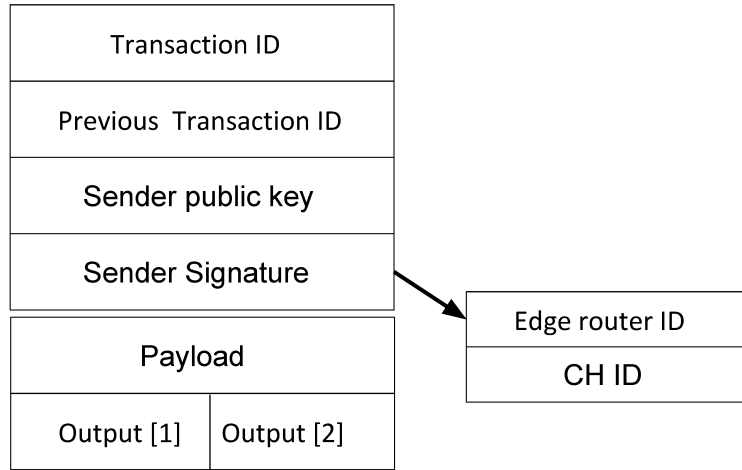 Transaction ID
Previous Transaction ID
Sender public key
Sender Signature
Edge router ID
Payload
CH ID
Output [1]
Output [2]